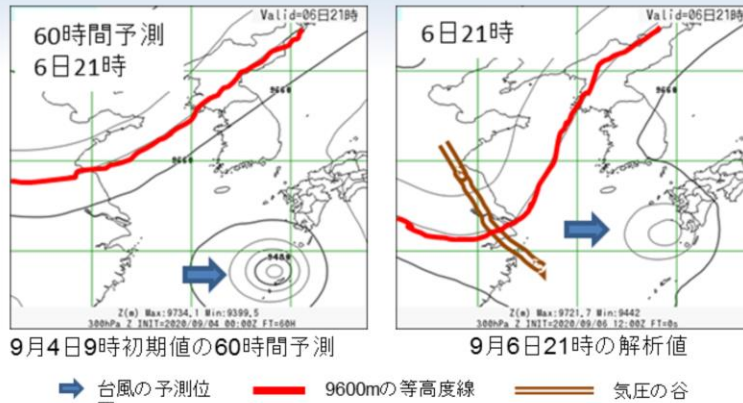 Valid=06日21時
60時間予測
6日21時
9660
9660
9480
Z(m) Max:9734.1 Min:9399.5
300hPa Z INIT=2020/09/04 00:00Z FT=60H
9月4日9時初期値の60時間予測
Valid=06日21時
6日21時
9660
Z(m) Max:9721.7 Min:9442
300hPa Z INIT=2020/09/06 12:00Z FT=0s
9月6日21時の解析値
台風の予測位
9600mの等高度線
気圧の谷